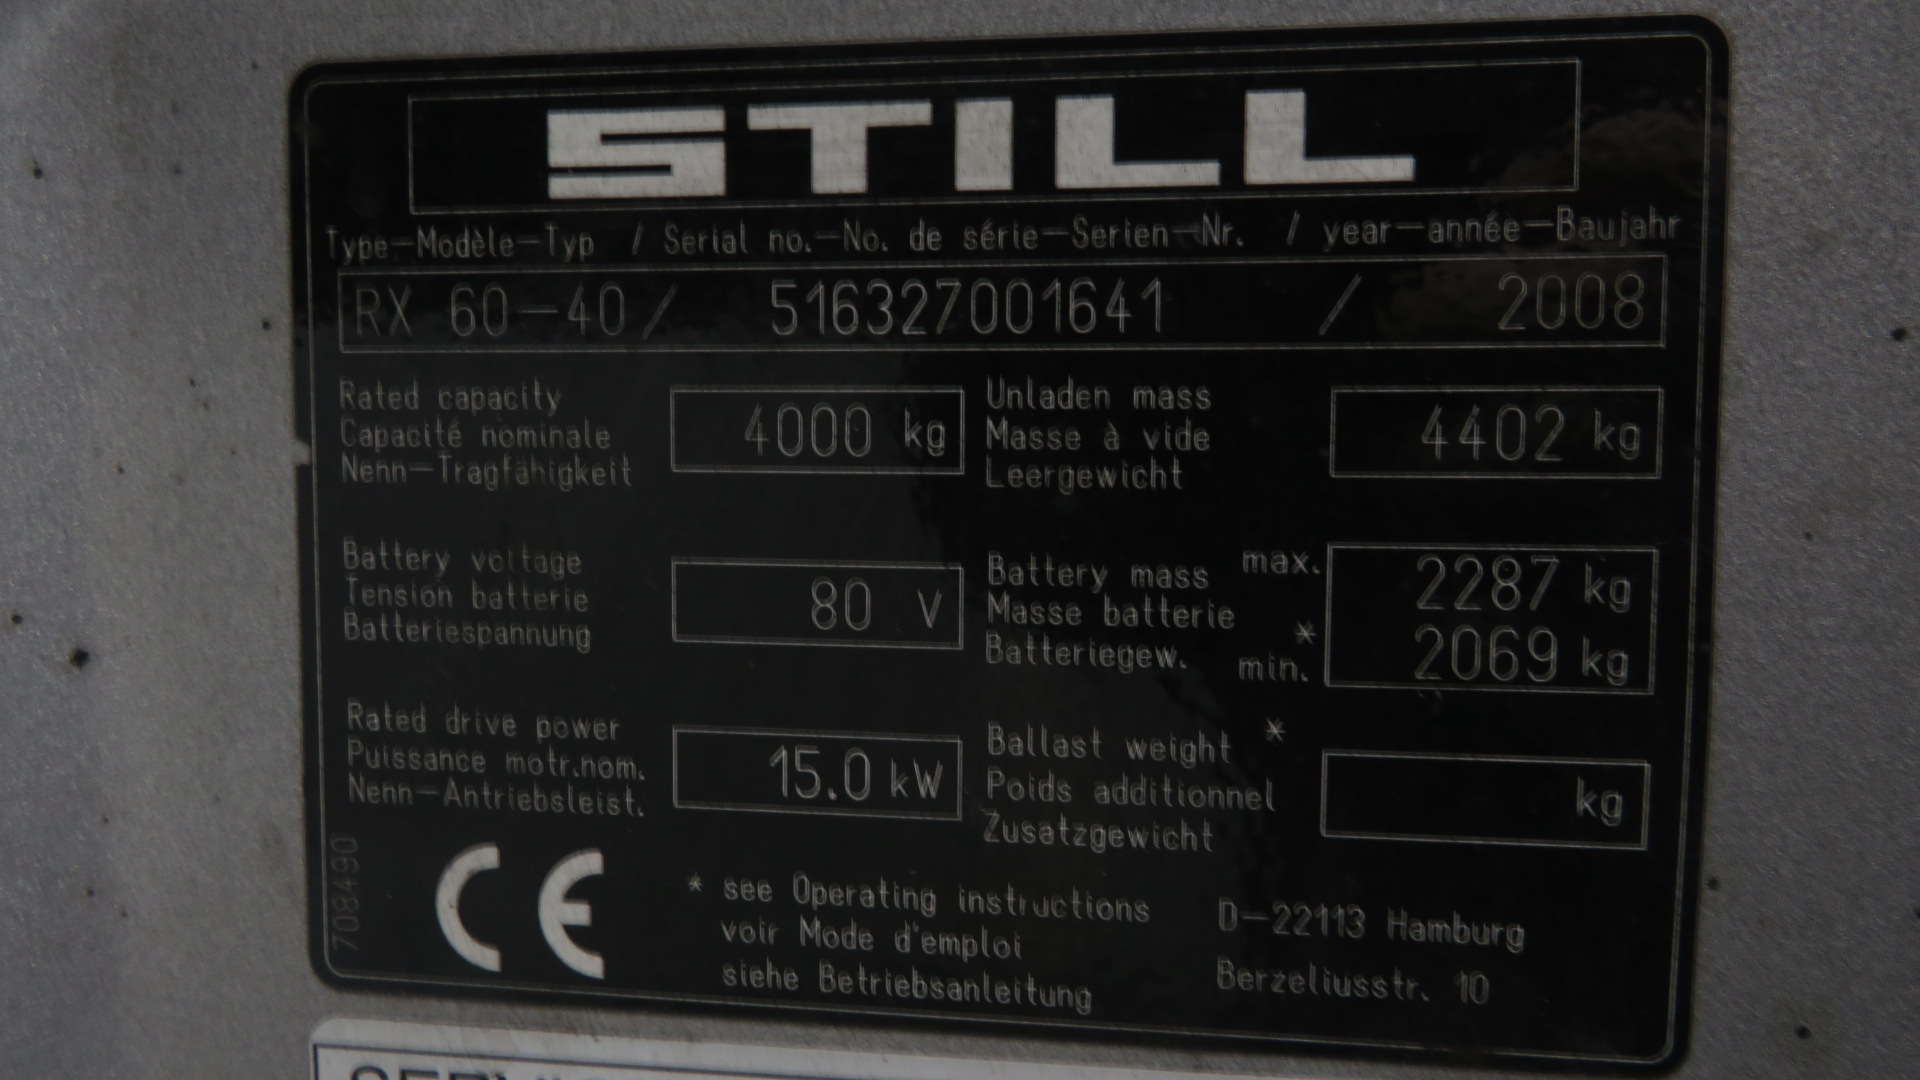 STILL
Type-Modèle-Typ / Serial no.-No. de série-Serien-Nr. / year-année-Baujahr
RX 60-40 / 516327001641 / 2008
Rated capacity
Capacité nominale
Nenn-Tragfähigkeit
4000 kg
Unladen mass
Masse à vide
Leergewicht
4402 kg
Battery voltage
Tension batterie
Batteriespannung
80 V
Battery mass max.
Masse batterie *
Batteriegew. min.
2287 kg
2069 kg
Rated drive power
Puissance motr.nom.
Nenn-Antriebsleist.
15.0 kW
Ballast weight *
Poids additionnel
Zusatzgewicht
kg
708490
CE
* see Operating instructions
voir Mode d'emploi
siehe Betriebsanleitung
D-22113 Hamburg
Berzeliusstr. 10